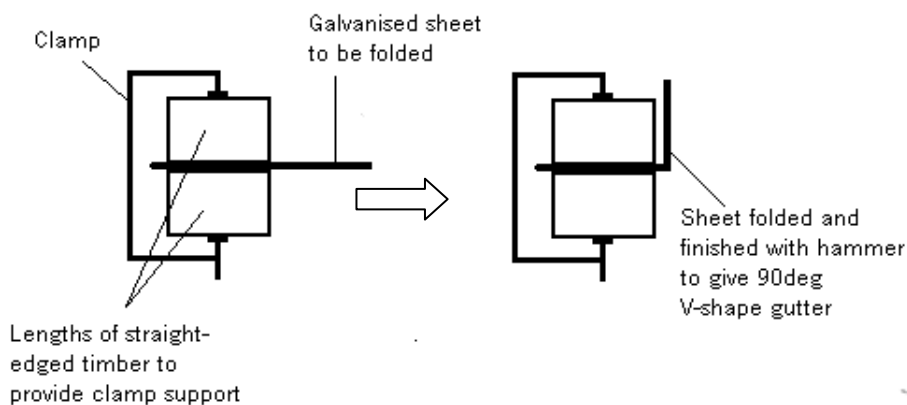 Clamp
Galvanised sheet
to be folded
Sheet folded and
finished with hammer
to give 90deg
V-shape gutter
Lengths of straight-
edged timber to
provide clamp support